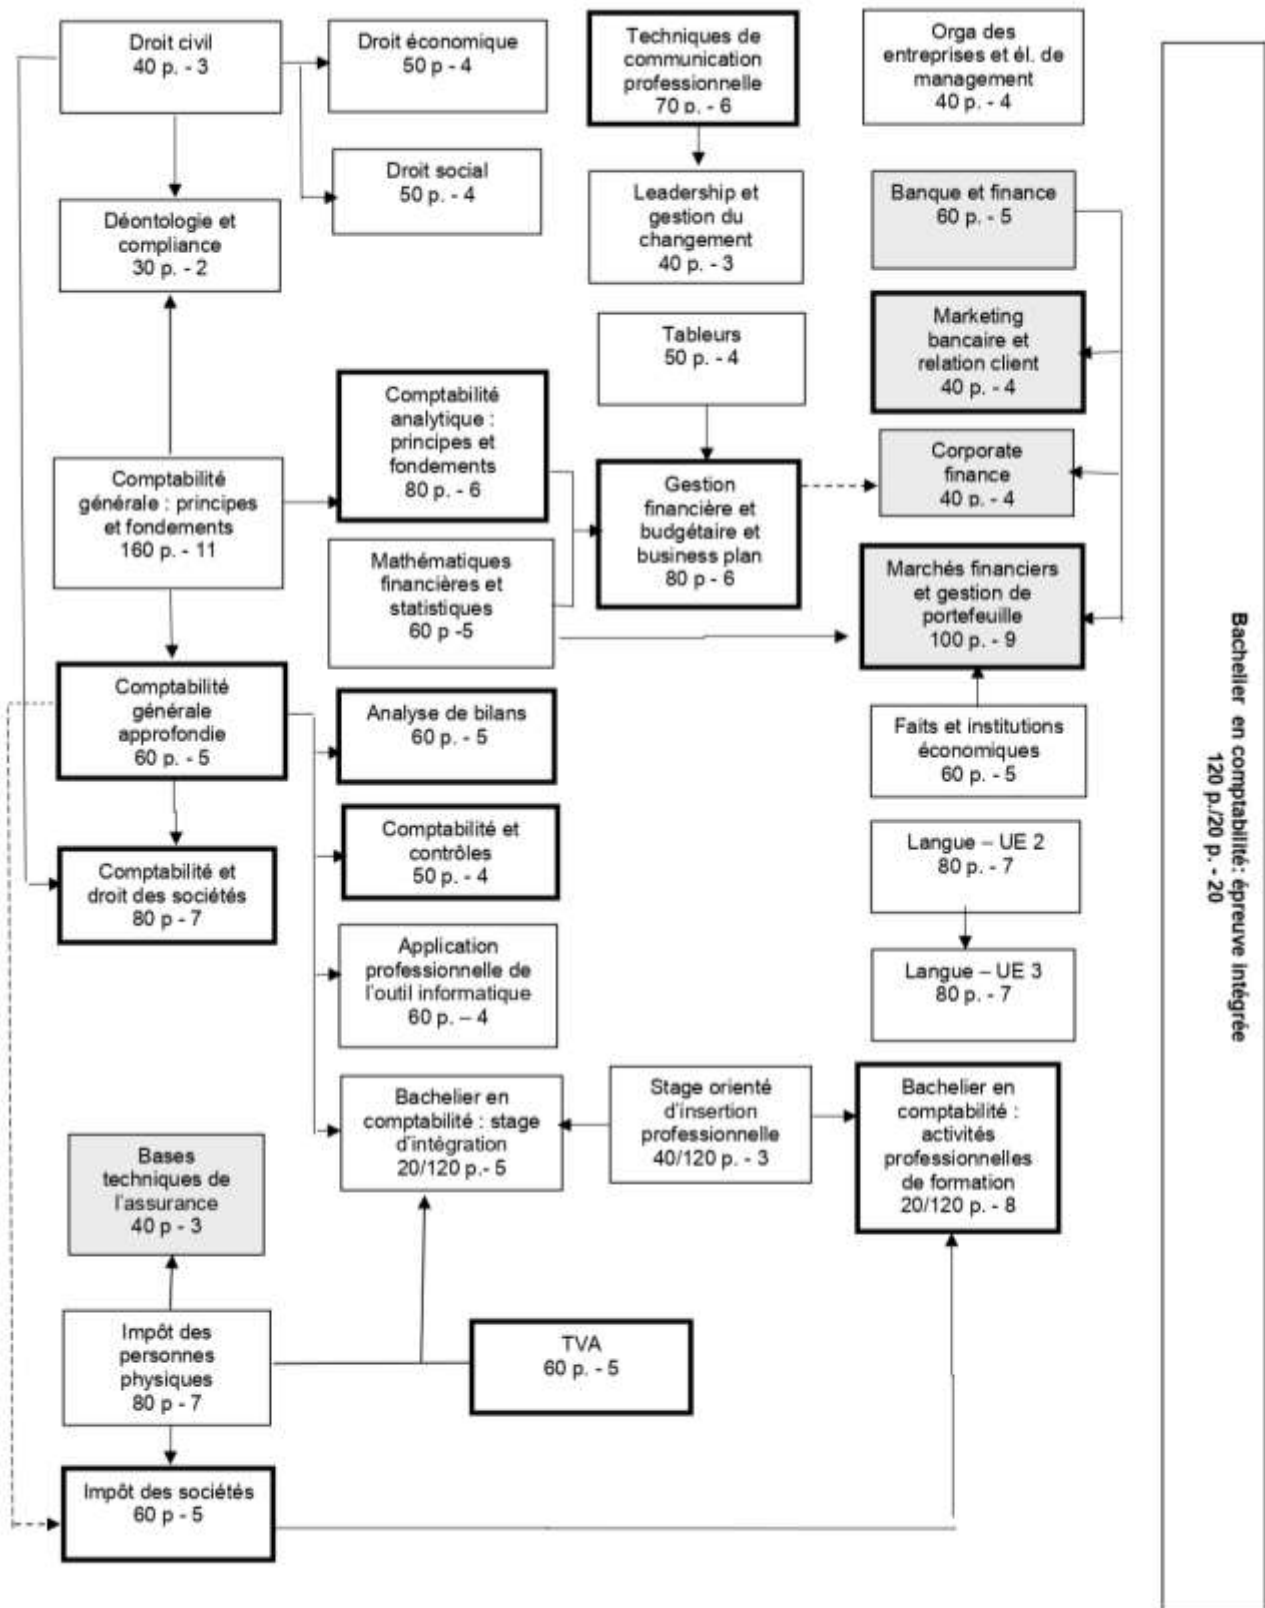 Droit civil
40 p. - 3
Droit économique
50 p - 4
Techniques de
communication
professionnelle
70 p. - 6
Orga des
entreprises et él. de
management
40 p. - 4
Droit social
50 p. - 4
Leadership et
gestion du
changement
40 p. - 3
Banque et finance
60 p. - 5
Déontologie et
compliance
30 p. - 2
Tableurs
50 p. - 4
Marketing
bancaire et
relation client
40 p. - 4
Comptabilité
analytique :
principes et
fondements
80 p. - 6
Comptabilité
générale : principes
et fondements
160 p. - 11
Gestion
financière et
budgétaire et
business plan
80 p - 6
Corporate
finance
40 p. - 4
Mathématiques
financières et
statistiques
60 p -5
Marchés financiers
et gestion de
portefeuille
100 p. - 9
Comptabilité
générale
approfondie
60 p. - 5
Analyse de bilans
60 p. - 5
Faits et institutions
économiques
60 p. - 5
Comptabilité et
contrôles
50 p. - 4
Langue – UE 2
80 p. - 7
Comptabilité et
droit des sociétés
80 p - 7
Application
professionnelle de
l'outil informatique
60 p. – 4
Langue – UE 3
80 p. - 7
Bachelier en
comptabilité : stage
d'intégration
20/120 p.- 5
Stage orienté
d'insertion
professionnelle
40/120 p. - 3
Bachelier en
comptabilité :
activités
professionnelles
de formation
20/120 p. - 8
Bases
techniques de
l'assurance
40 p - 3
Impôt des
personnes
physiques
80 p - 7
TVA
60 p. - 5
Impôt des sociétés
60 p - 5
Bachelier en comptabilité: épreuve intégrée
120 p./20 p. - 20